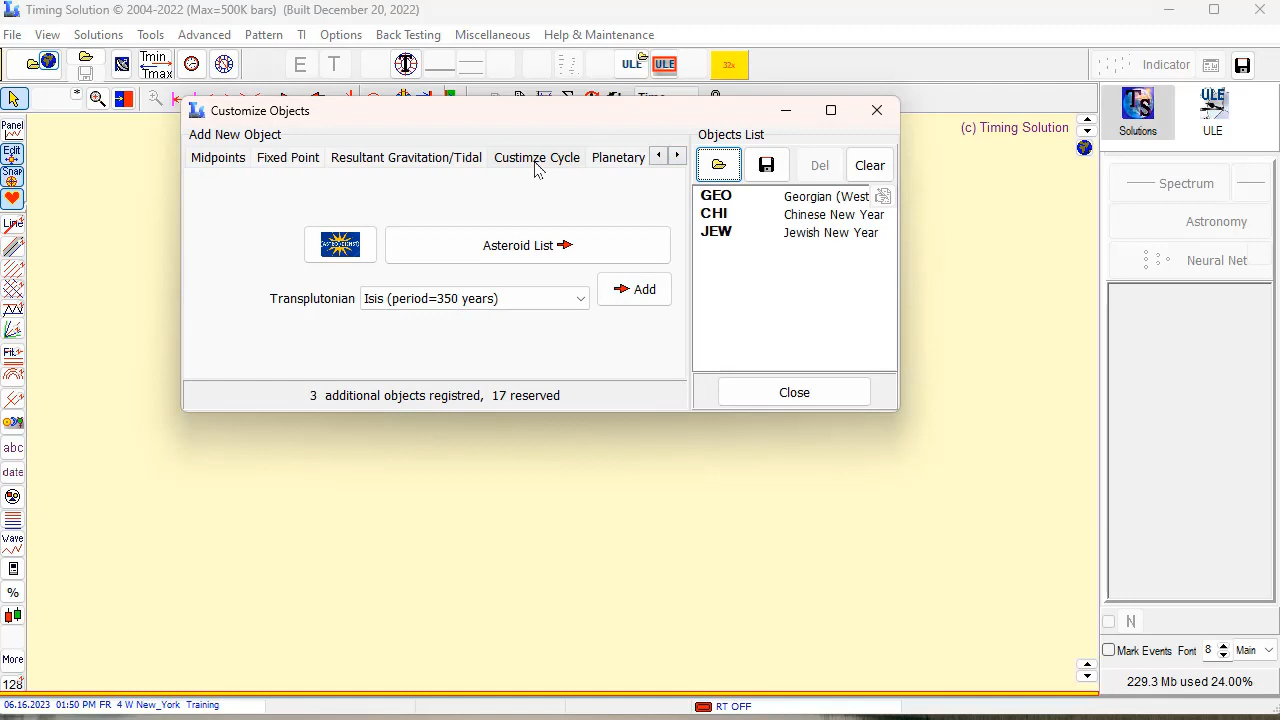 Timing Solution © 2004-2022 (Max=500K bars) (Built December 20, 2022)
File View Solutions Tools Advanced Pattern TI Options Back Testing Miscellaneous Help & Maintenance
Tmin
Tmax
E T
ULE ULE
32x
Indicator
Customize Objects
Add New Object
Objects List
Midpoints Fixed Point Resultant/Gravitation/Tidal Custimze Cycle Planetary
Del Clear
GEO Georgian (West
CHI Chinese New Year
JEW Jewish New Year
Asteroid List
Transplutonian Isis (period=350 years) Add
3 additional objects registred, 17 reserved
Close
(c) Timing Solution
Solutions
ULE
Spectrum
Astronomy
Neural Net
Panel
Edit
Snap
Line
abc
date
Wave
%
More
128
N
Mark Events Font 8 Main
229.3 Mb used 24.00%
06.16.2023 01:50 PM FR 4 W New_York Training
RT OFF